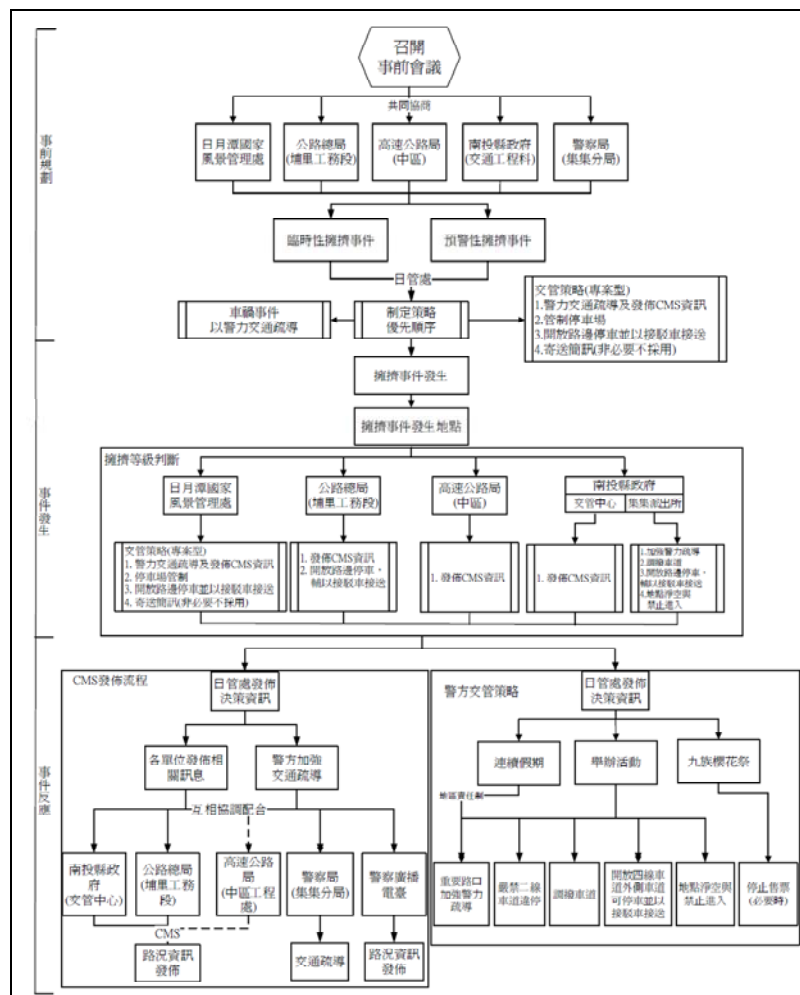 召開
事前會議
共同協商
事前規劃
日月潭國家
風景管理處
公路總局
(埔里工務段)
高速公路局
(中區)
南投縣政府
(交通工程科)
警察局
(集集分局)
臨時性擁擠事件
預警性擁擠事件
日管處
車禍事件
以警力交通疏導
制定策略
優先順序
交管策略(專案型)
1.警力交通疏導及發佈CMS資訊
2.管制停車場
3.開放路邊停車並以接駁車接送
4.寄送簡訊(非必要不採用)
擁擠事件發生
擁擠事件發生地點
事件發生
擁擠等級判斷
日月潭國家
風景管理處
公路總局
(埔里工務段)
高速公路局
(中區)
南投縣政府
交管中心
集集派出所
交管策略(專案型)
1. 警力交通疏導及發佈CMS資訊
2. 停車場管制
3. 開放路邊停車並以接駁車接送
4. 寄送簡訊(非必要不採用)
1. 發佈CMS資訊
2. 開放路邊停車，
輔以接駁車接送
1. 發佈CMS資訊
1. 發佈CMS資訊
1.加強警力疏導
2.調撥車道
3.開放路邊停車，
輔以接駁車接送
4.地點淨空與
禁止進入
事件反應
CMS發佈流程
日管處發佈
決策資訊
各單位發佈相
關訊息
警方加強
交通疏導
互相協調配合
南投縣政
府
(交管中心)
公路總局
(埔里工務
段)
高速公路
局
(中區工程
處)
警察局
(集集分局)
警察廣播
電臺
CMS
路況資訊
發佈
交通疏導
路況資訊
發佈
警方交管策略
日管處發佈
決策資訊
連續假期
舉辦活動
九族櫻花祭
地區責任制
重要路口
加強警力
疏導
嚴禁二線
車道違停
調撥車道
開放四線車
道外側車道
可停車並以
接駁車接送
地點淨空與
禁止進入
停止售票
(必要時)